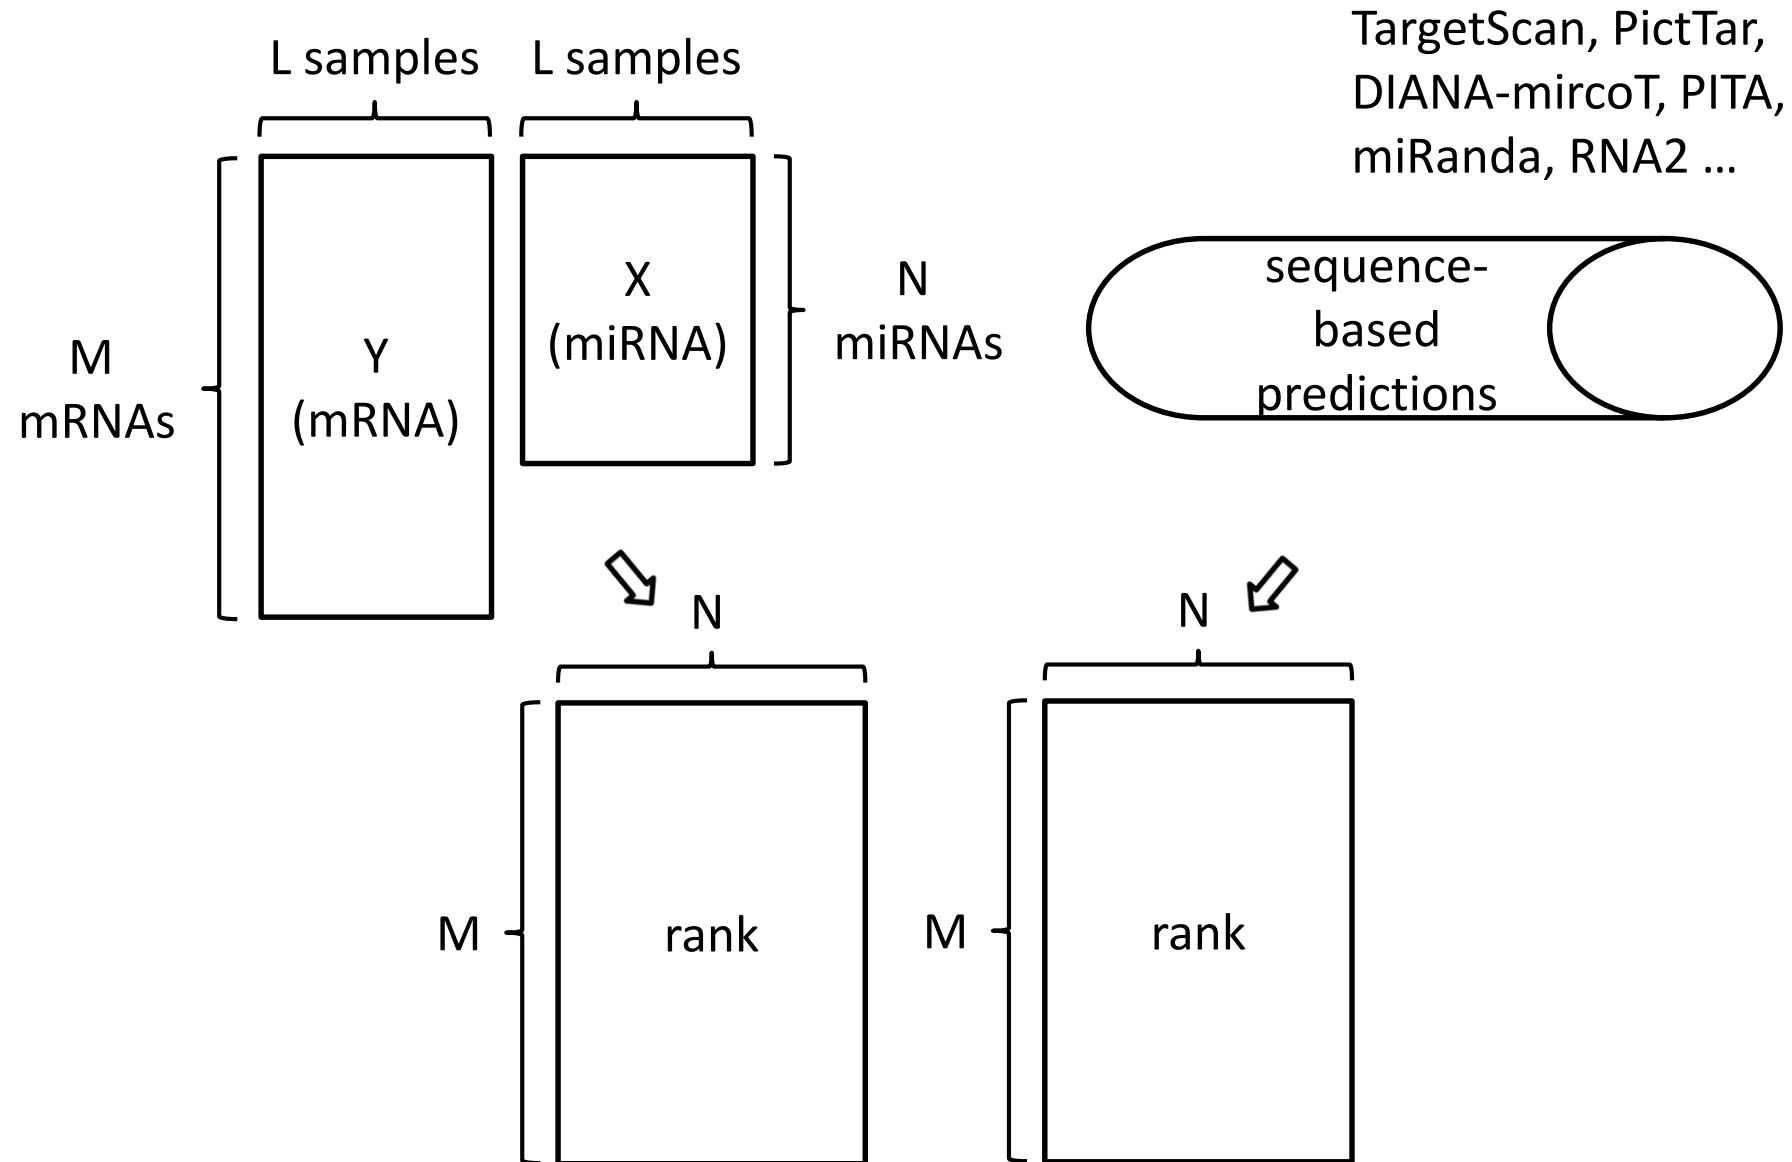 L samples
L samples
TargetScan, PictTar,
DIANA-mircoT, PITA,
miRanda, RNA2 ...
M
mRNAs
Y
(mRNA)
X
(miRNA)
N
miRNAs
sequence-
based
predictions
N
M
rank
N
M
rank